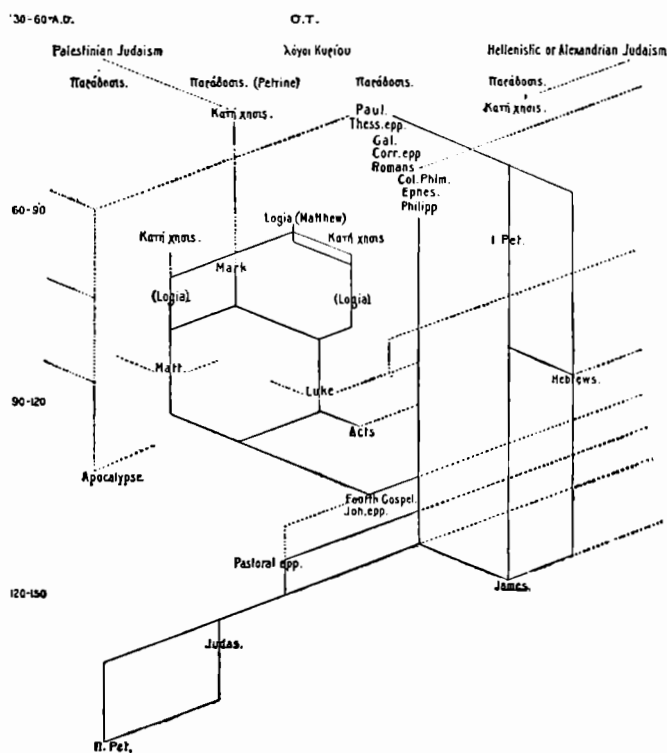 30-60 A.D.
O.T.
Palestinian Judaism
λόγοι Κυρίου
Hellenistic or Alexandrian Judaism
Παράδοσις.
Παράδοσις. (Petrine)
Παράδοσις.
Παράδοσις.
Κατήχησις.
Κατήχησις.
Paul.
Thess. epp.
Gal.
Corr. epp
Romans
Col. Phlm.
Ephes.
Philipp
60-90
Logia (Matthew)
Κατήχησις.
Κατήχησις
1 Pet.
Mark
(Logia)
(Logia)
Matt.
Luke
Hebrews.
90-120
Acts
Apocalypse.
Fourth Gospel.
Joh. epp.
Pastoral epp.
120-150
James.
Judas.
II. Pet.